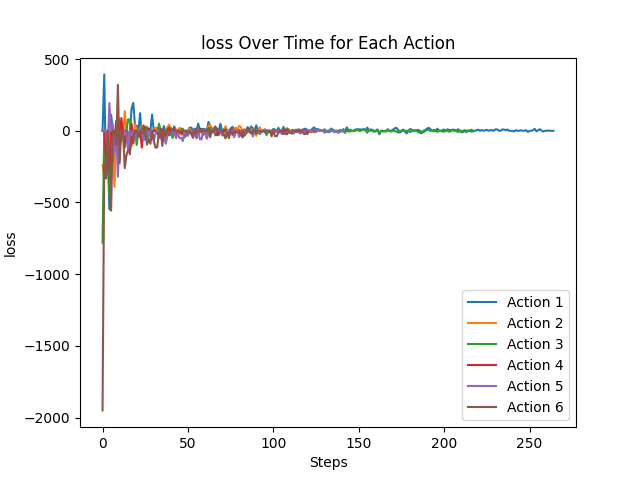 loss Over Time for Each Action
500
0
−500
−1000
−1500
−2000
loss
0
50
100
150
200
250
Steps
Action 1
Action 2
Action 3
Action 4
Action 5
Action 6